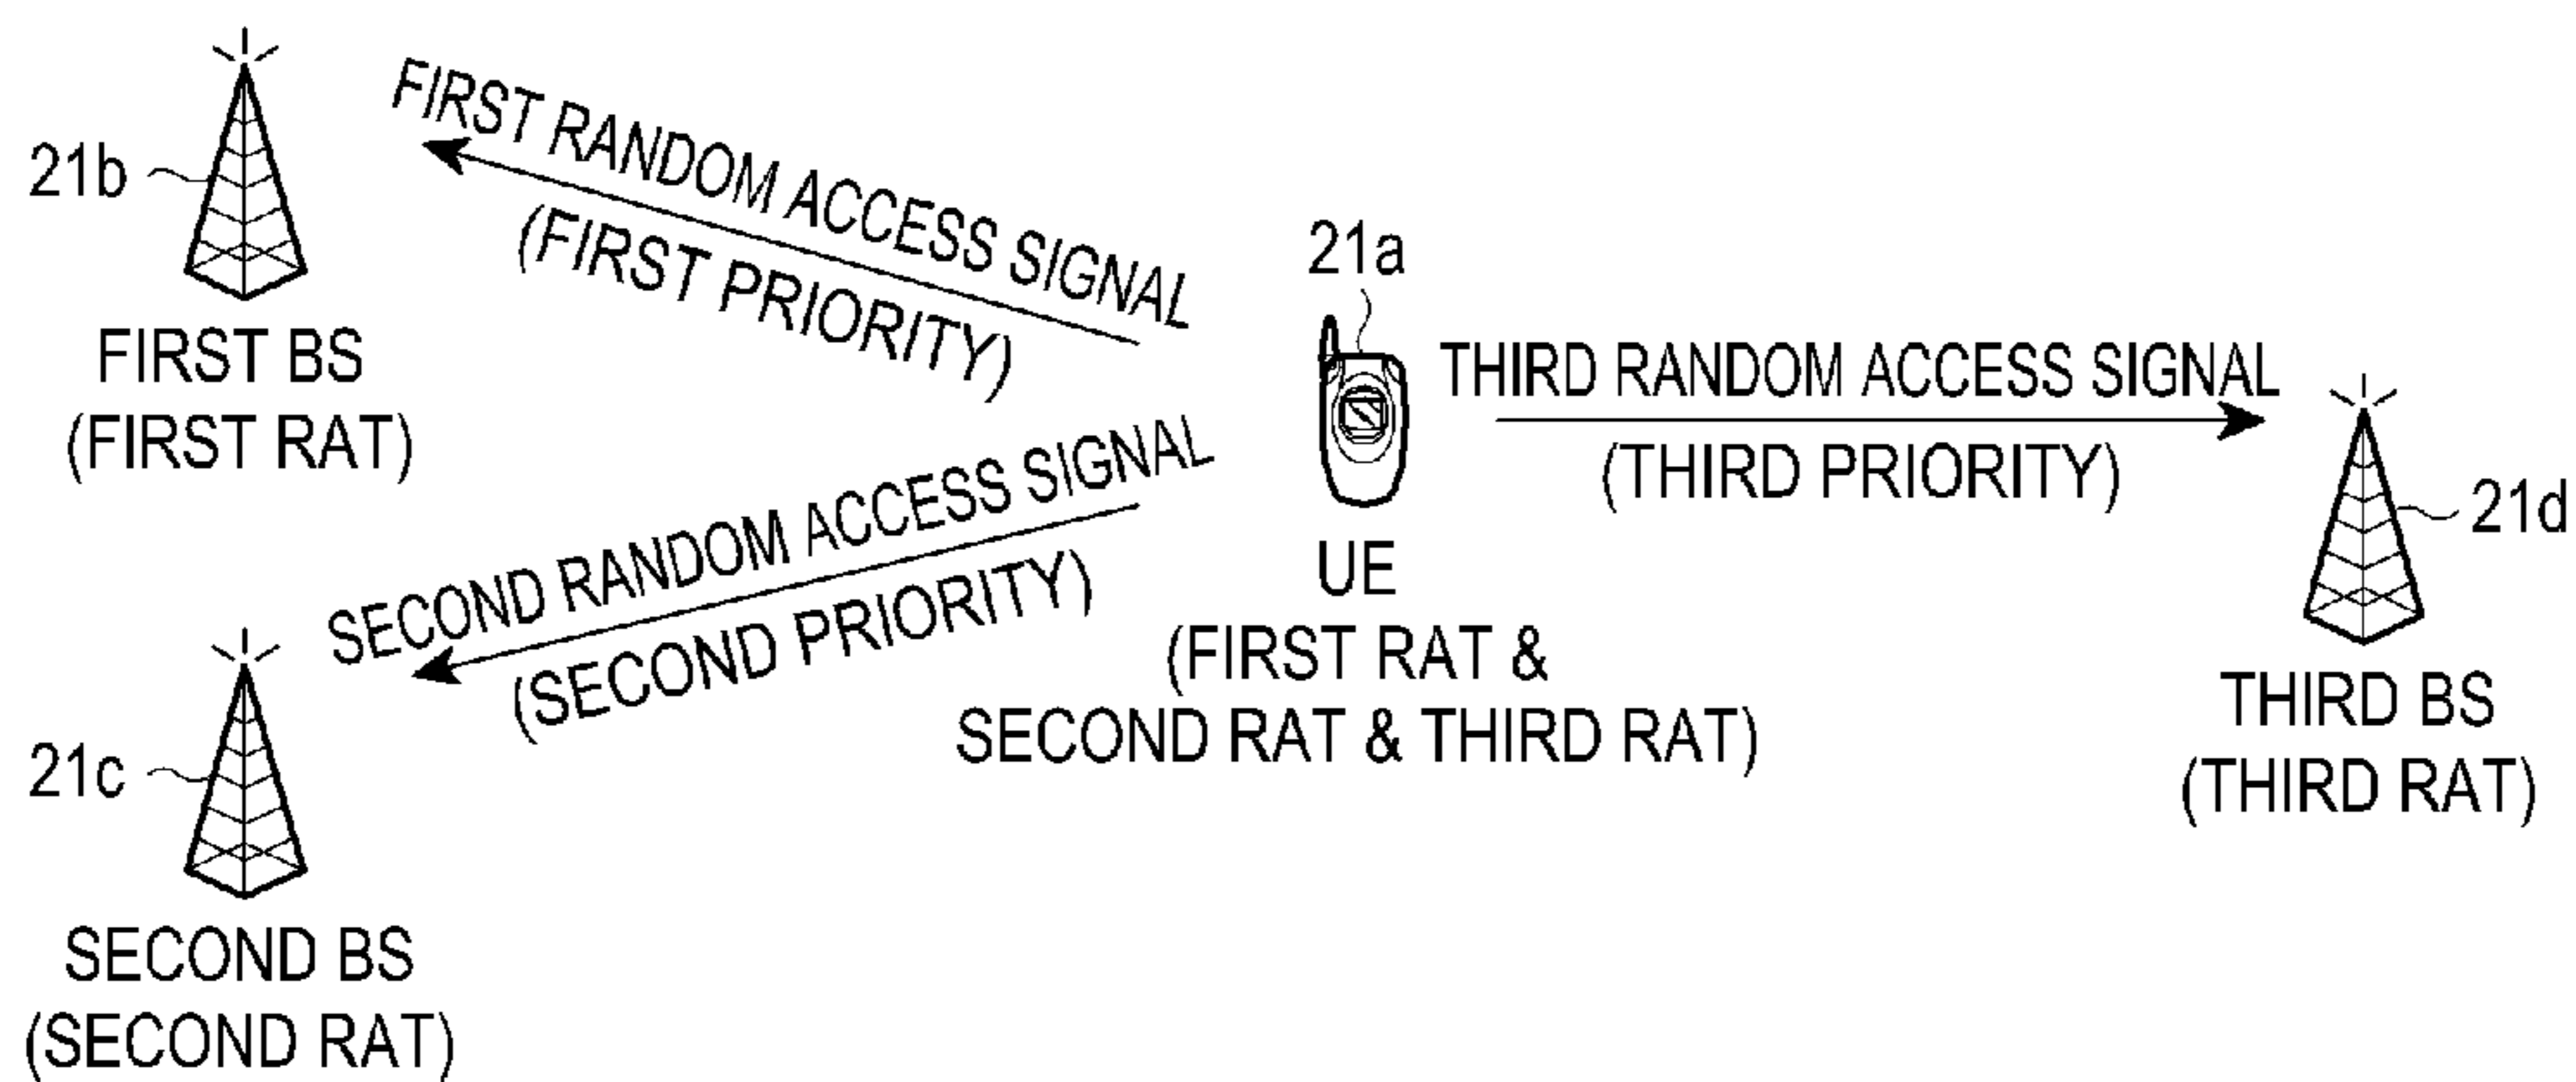 21b
FIRST BS
(FIRST RAT)
FIRST RANDOM ACCESS SIGNAL
(FIRST PRIORITY)
21c
SECOND BS
(SECOND RAT)
SECOND RANDOM ACCESS SIGNAL
(SECOND PRIORITY)
21a
UE
(FIRST RAT &
SECOND RAT & THIRD RAT)
THIRD RANDOM ACCESS SIGNAL
(THIRD PRIORITY)
21d
THIRD BS
(THIRD RAT)